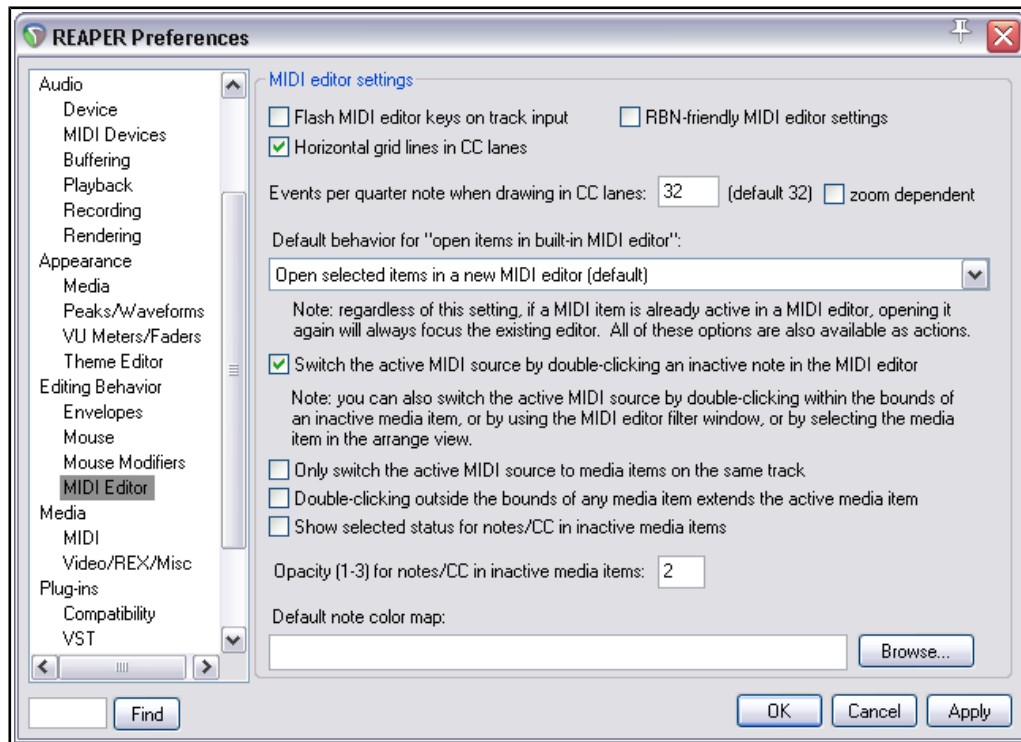 REAPER Preferences
Audio
Device
MIDI Devices
Buffering
Playback
Recording
Rendering
Appearance
Media
Peaks/Waveforms
VU Meters/Faders
Theme Editor
Editing Behavior
Envelopes
Mouse
Mouse Modifiers
MIDI Editor
Media
MIDI
Video/REX/Misc
Plug-ins
Compatibility
VST
Find
MIDI editor settings
Flash MIDI editor keys on track input
RBN-friendly MIDI editor settings
Horizontal grid lines in CC lanes
Events per quarter note when drawing in CC lanes: 32 (default 32) zoom dependent
Default behavior for "open items in built-in MIDI editor":
Open selected items in a new MIDI editor (default)
Note: regardless of this setting, if a MIDI item is already active in a MIDI editor, opening it
again will always focus the existing editor. All of these options are also available as actions.
Switch the active MIDI source by double-clicking an inactive note in the MIDI editor
Note: you can also switch the active MIDI source by double-clicking within the bounds of
an inactive media item, or by using the MIDI editor filter window, or by selecting the media
item in the arrange view.
Only switch the active MIDI source to media items on the same track
Double-clicking outside the bounds of any media item extends the active media item
Show selected status for notes/CC in inactive media items
Opacity (1-3) for notes/CC in inactive media items: 2
Default note color map:
Browse...
OK Cancel Apply